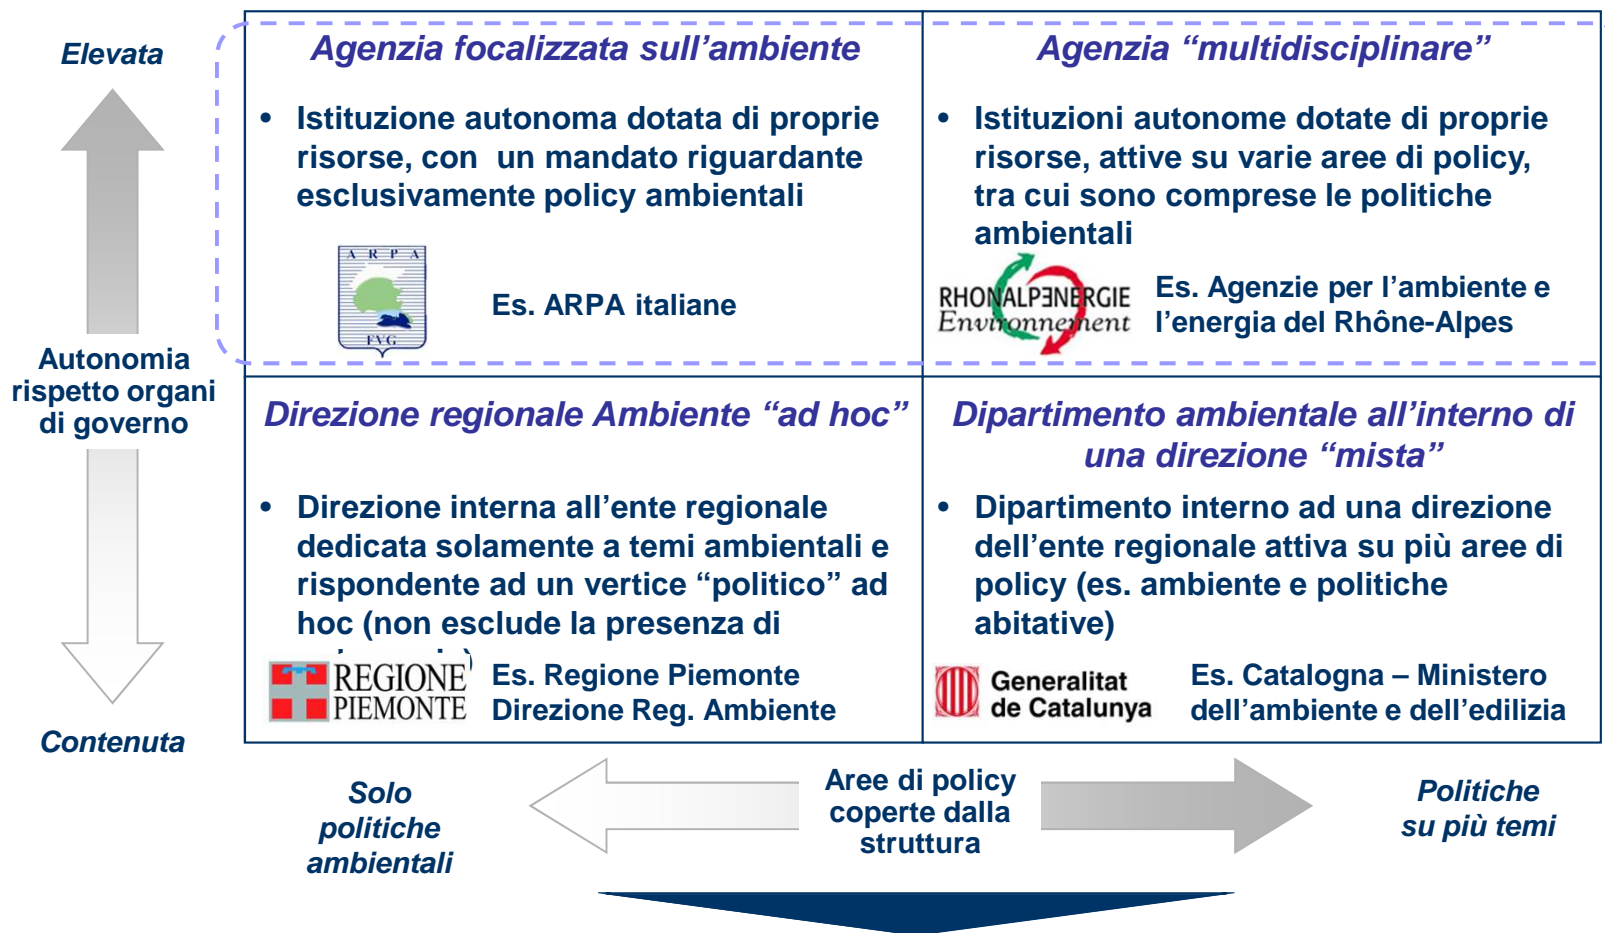 Elevata
Autonomia
rispetto organi
di governo
Contenuta
Agenzia focalizzata sull’ambiente
• Istituzione autonoma dotata di proprie
risorse, con un mandato riguardante
esclusivamente policy ambientali
A R P A
FVG
Es. ARPA italiane
Agenzia “multidisciplinare”
• Istituzioni autonome dotate di proprie
risorse, attive su varie aree di policy,
tra cui sono comprese le politiche
ambientali
RHONALPENERGIE
Environnement
Es. Agenzie per l’ambiente e
l’energia del Rhône-Alpes
Direzione regionale Ambiente “ad hoc”
• Direzione interna all’ente regionale
dedicata solamente a temi ambientali e
rispondente ad un vertice “politico” ad
hoc (non esclude la presenza di
REGIONE
PIEMONTE
Es. Regione Piemonte
Direzione Reg. Ambiente
Dipartimento ambientale all’interno di
una direzione “mista”
• Dipartimento interno ad una direzione
dell’ente regionale attiva su più aree di
policy (es. ambiente e politiche
abitative)
Generalitat
de Catalunya
Es. Catalogna – Ministero
dell’ambiente e dell’edilizia
Solo
politiche
ambientali
Aree di policy
coperte dalla
struttura
Politiche
su più temi